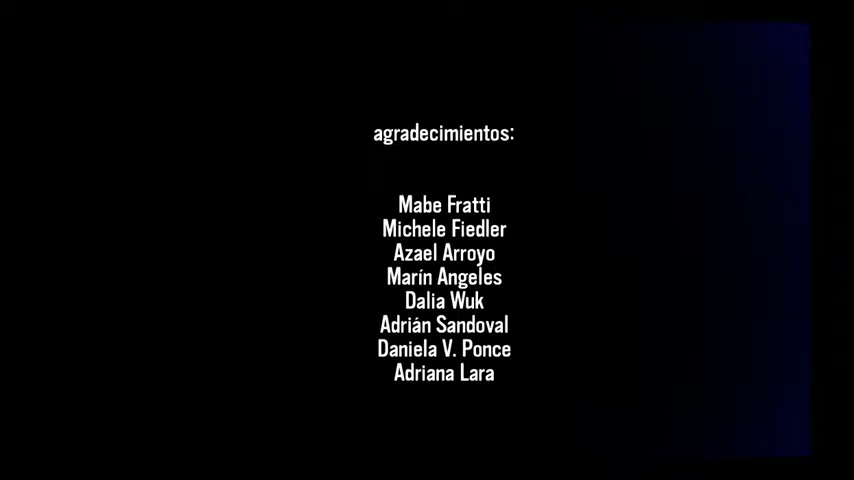 agradecimientos:
Mabe Fratti
Michele Fiedler
Azael Arroyo
Marín Angeles
Dalia Wuk
Adrián Sandoval
Daniela V. Ponce
Adriana Lara